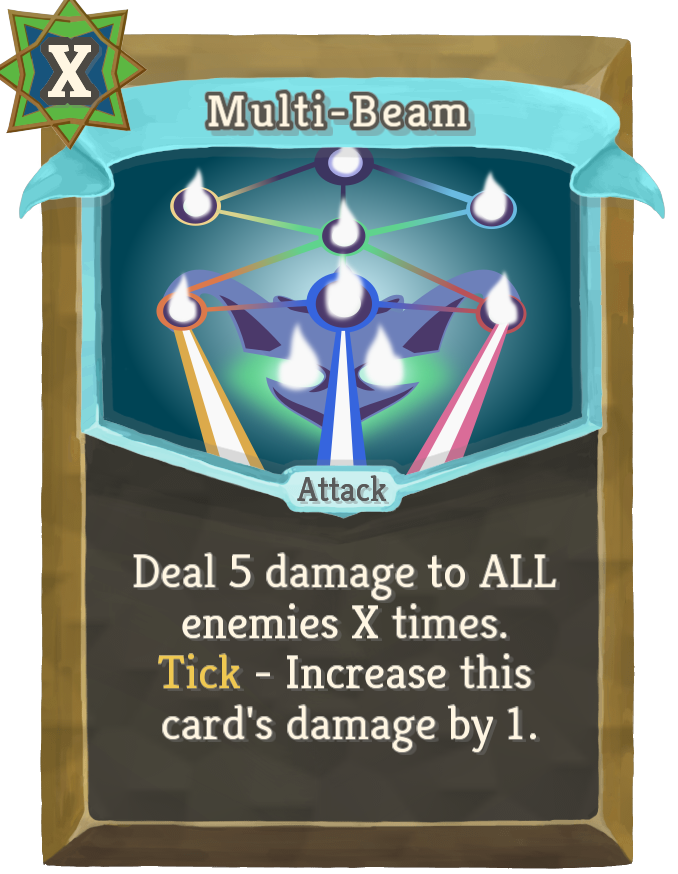 X
Multi-Beam
Attack
Deal 5 damage to ALL
enemies X times.
Tick - Increase this
card's damage by 1.